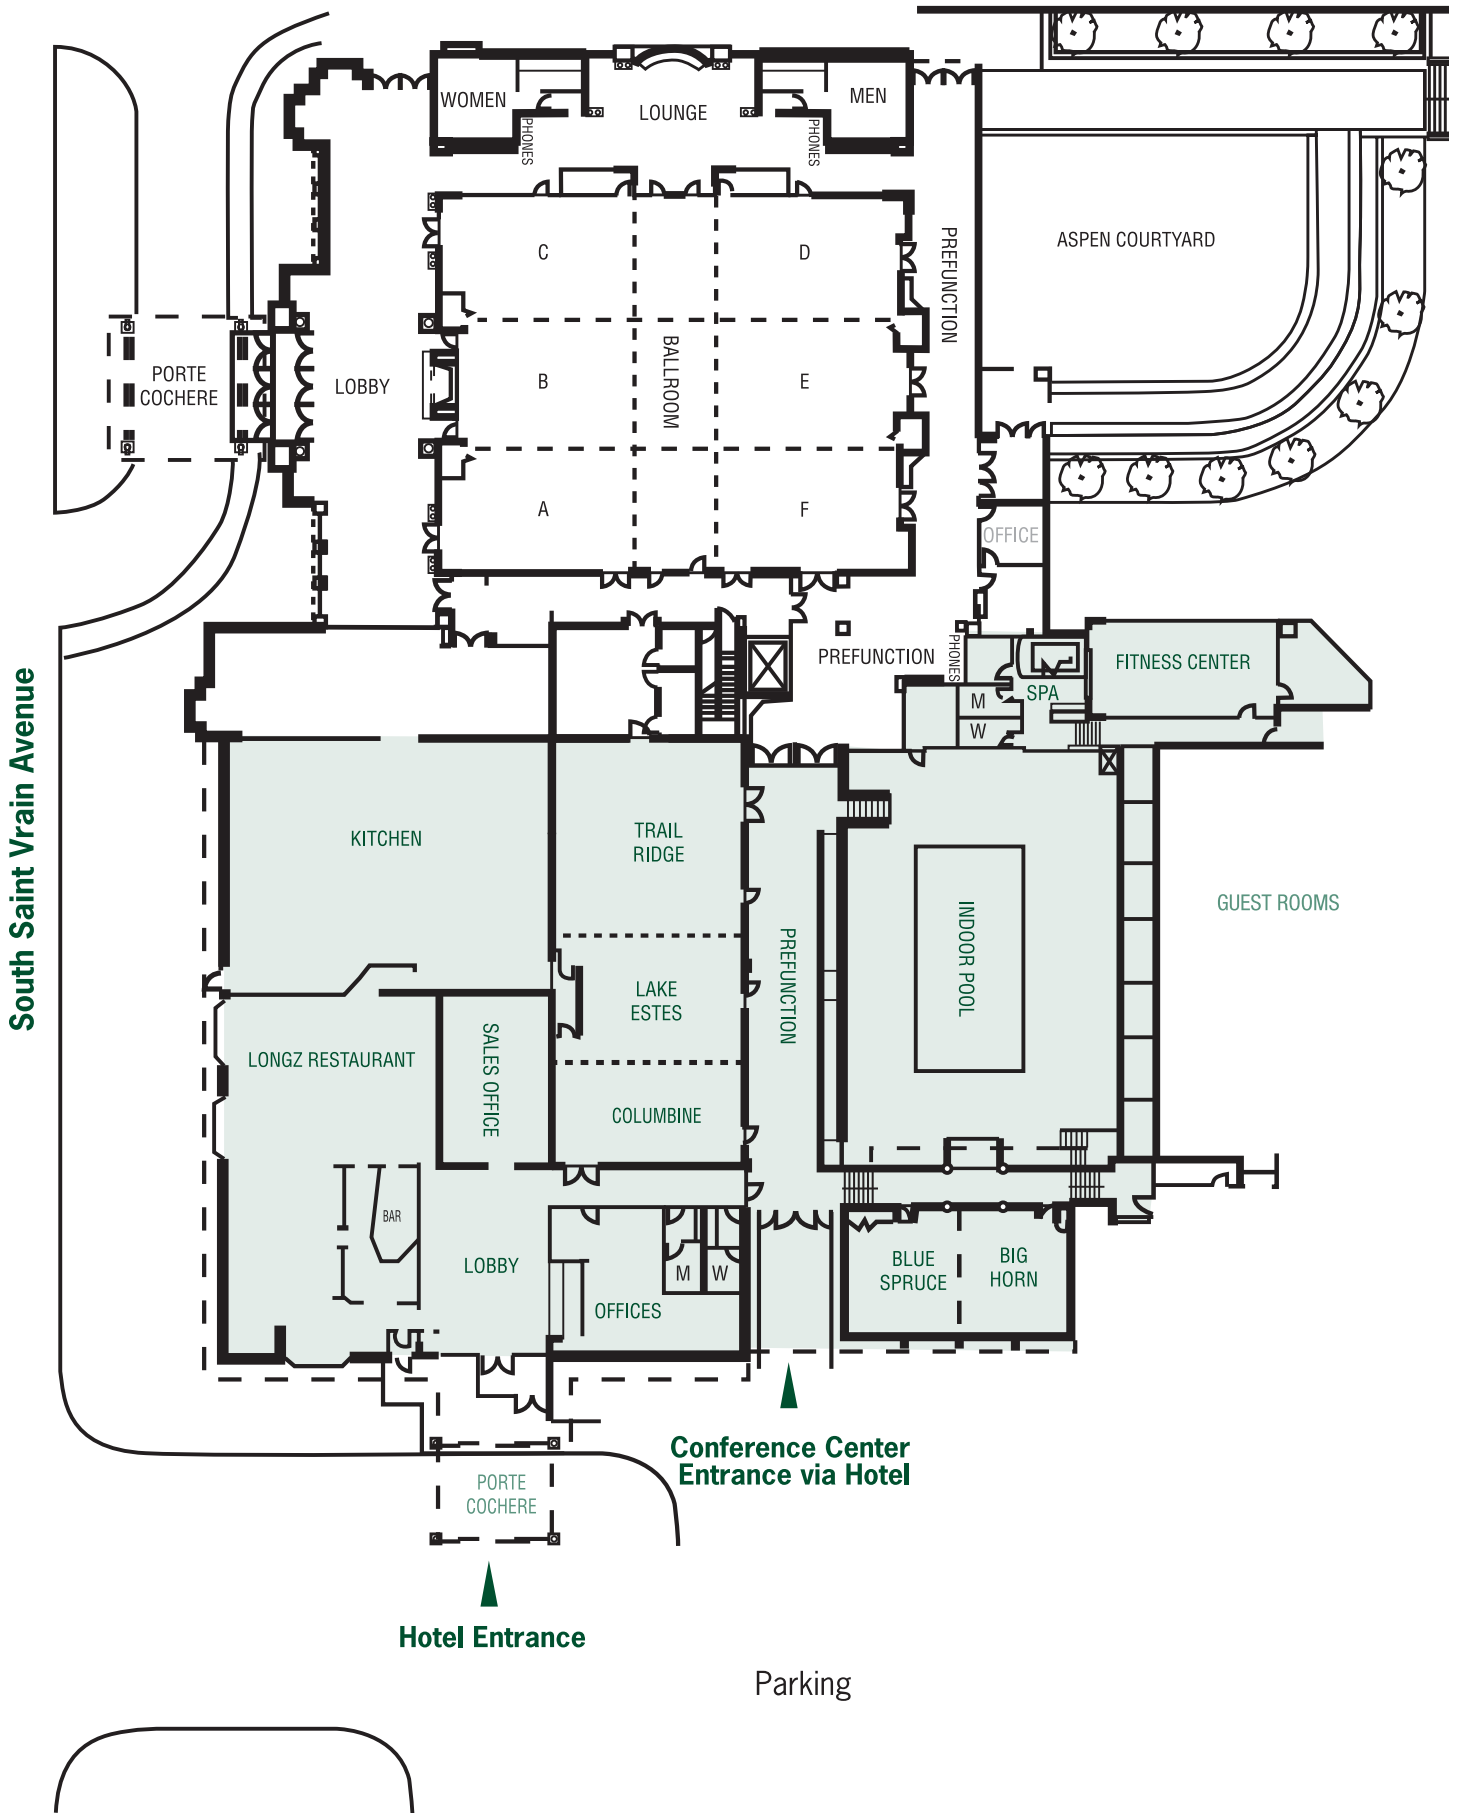 WOMEN
LOUNGE
MEN
PHONES
PHONES
C
D
PREFUNCTION
ASPEN COURTYARD
PORTE
COCHERE
LOBBY
B
BALLROOM
E
A
F
OFFICE
PREFUNCTION
PHONES
M
W
SPA
FITNESS CENTER
South Saint Vrain Avenue
KITCHEN
TRAIL
RIDGE
LAKE
ESTES
COLUMBINE
PREFUNCTION
INDOOR POOL
GUEST ROOMS
LONGZ RESTAURANT
SALES OFFICE
BAR
LOBBY
OFFICES
M
W
BLUE
SPRUCE
BIG
HORN
Conference Center
Entrance via Hotel
PORTE
COCHERE
Hotel Entrance
Parking